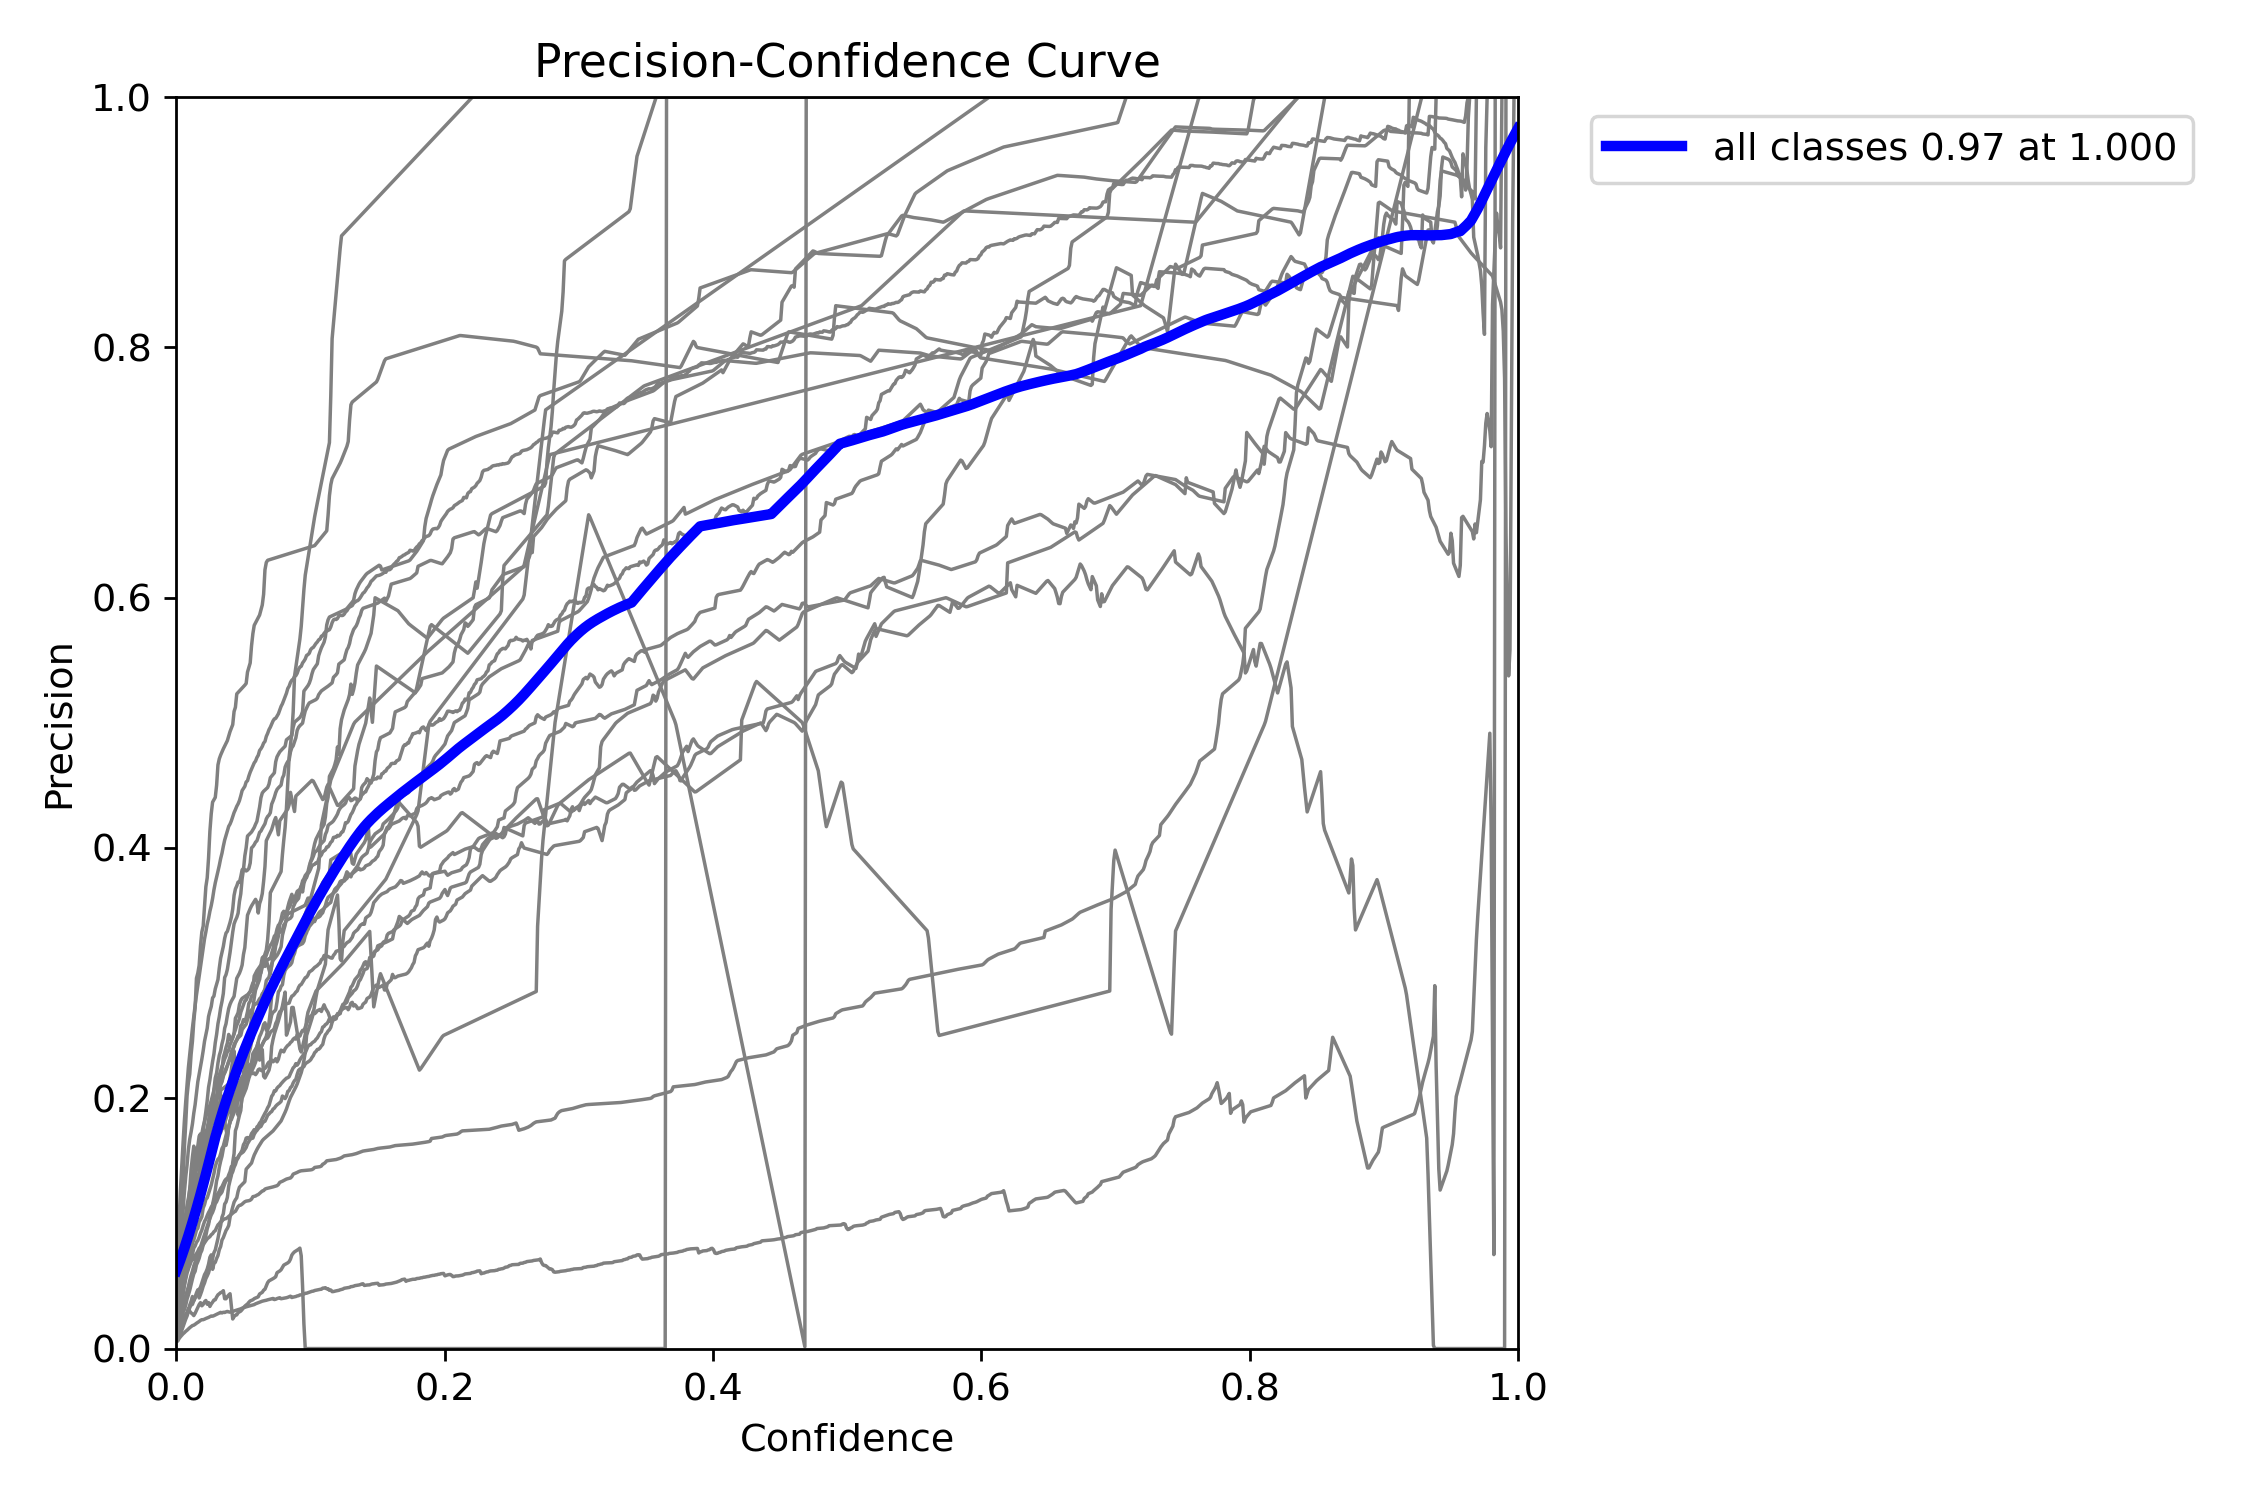 Precision-Confidence Curve
all classes 0.97 at 1.000
Precision
1.0
0.8
0.6
0.4
0.2
0.0
0.0 0.2 0.4 0.6 0.8 1.0
Confidence